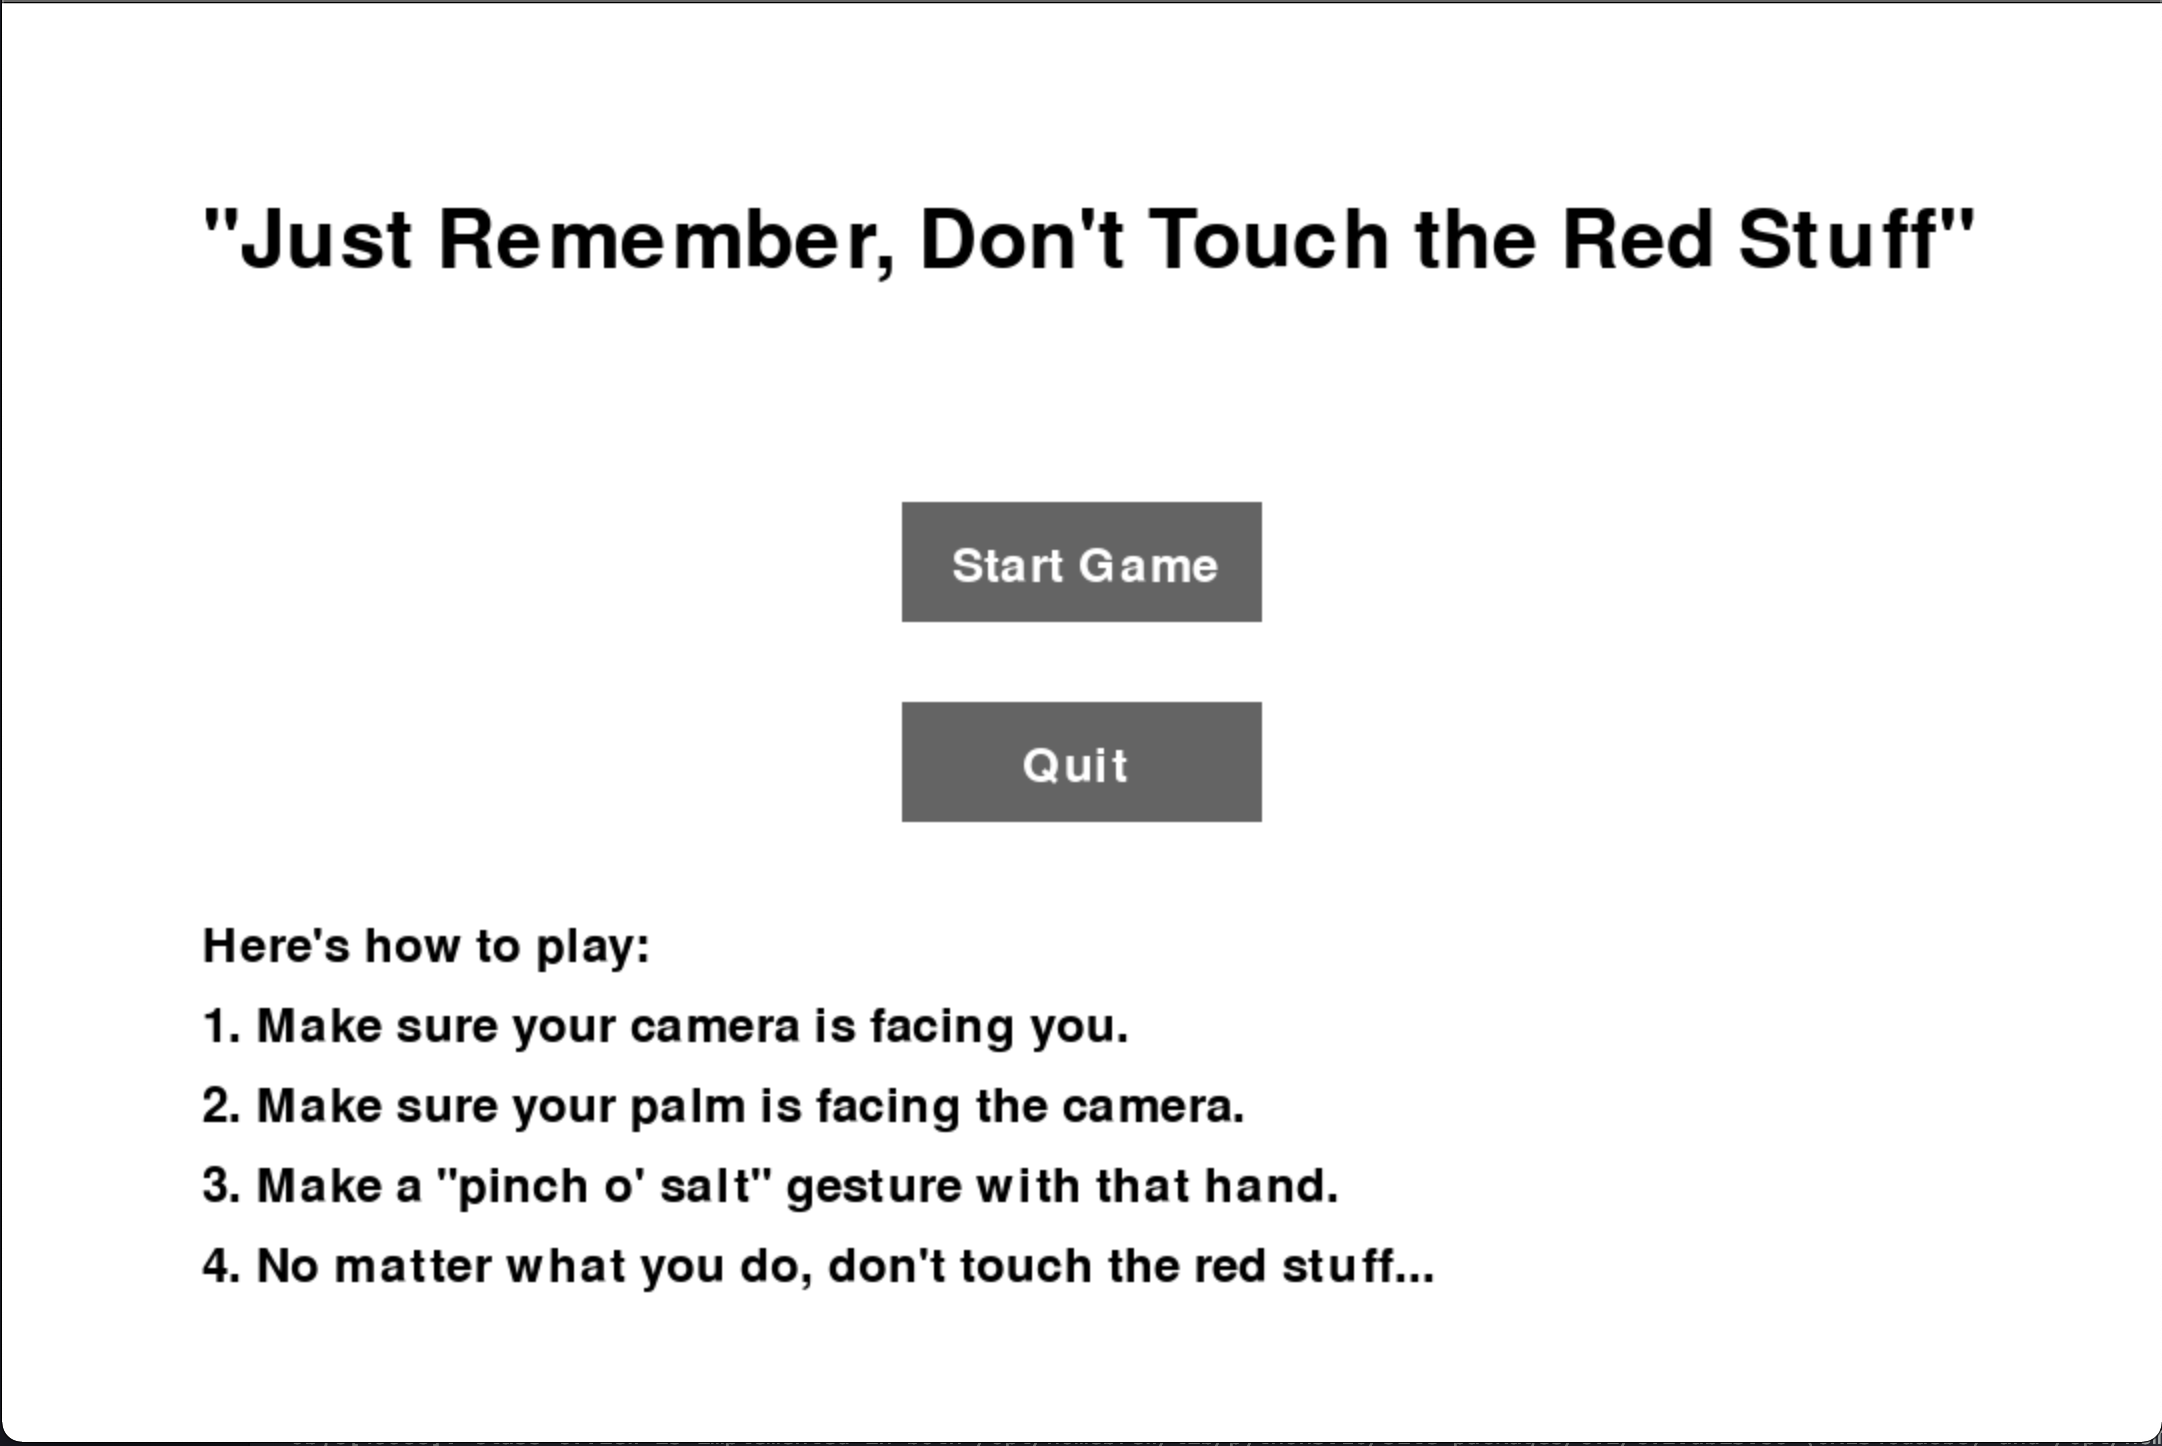 "Just Remember, Don't Touch the Red Stuff"
Start Game
Quit
Here's how to play:
1. Make sure your camera is facing you.
2. Make sure your palm is facing the camera.
3. Make a "pinch o' salt" gesture with that hand.
4. No matter what you do, don't touch the red stuff...